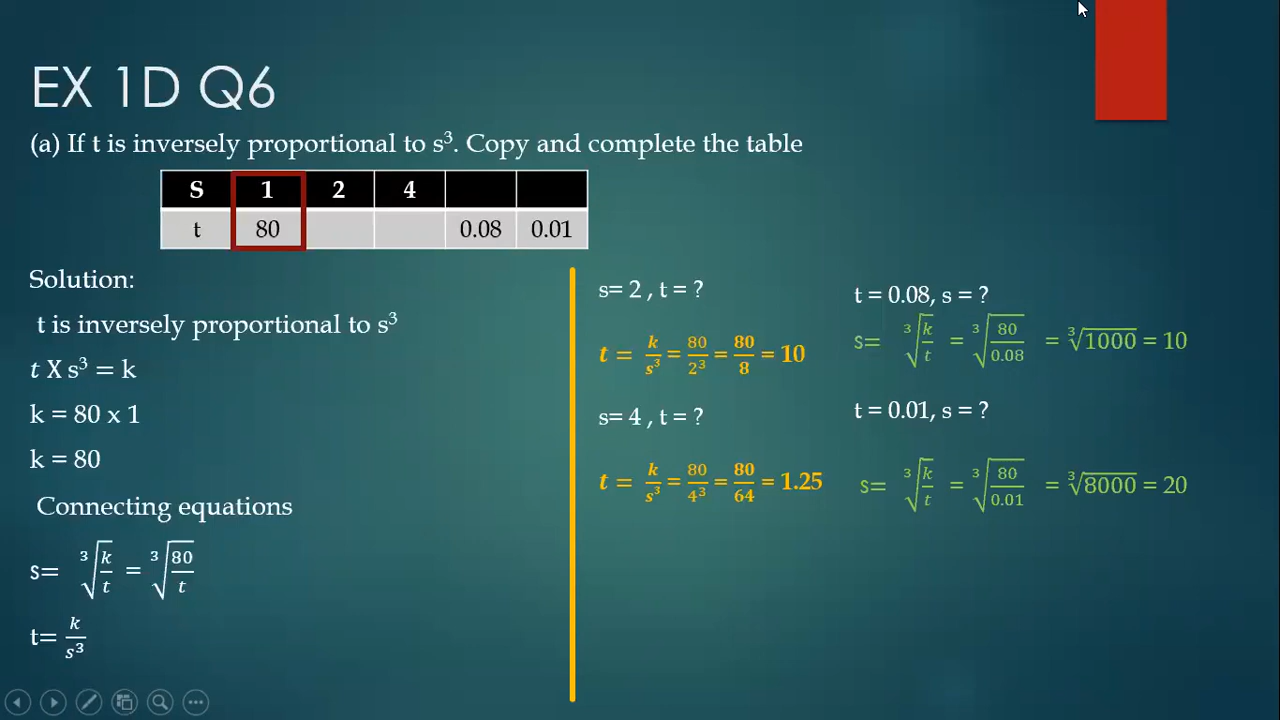 EX 1D Q6
(a) If t is inversely proportional to s³. Copy and complete the table
S 1 2 4
t 80 0.08 0.01
Solution:
t is inversely proportional to s³
t X s³ = k
k = 80 x 1
k = 80
Connecting equations
s= ∛(k/t) = ∛(80/t)
t= k/s³
s= 2 , t = ?
t = k/s³ = 80/2³ = 80/8 = 10
s= 4 , t = ?
t = k/s³ = 80/4³ = 80/64 = 1.25
t = 0.08, s = ?
s= ∛(k/t) = ∛(80/0.08) = ∛1000 = 10
t = 0.01, s = ?
s= ∛(k/t) = ∛(80/0.01) = ∛8000 = 20